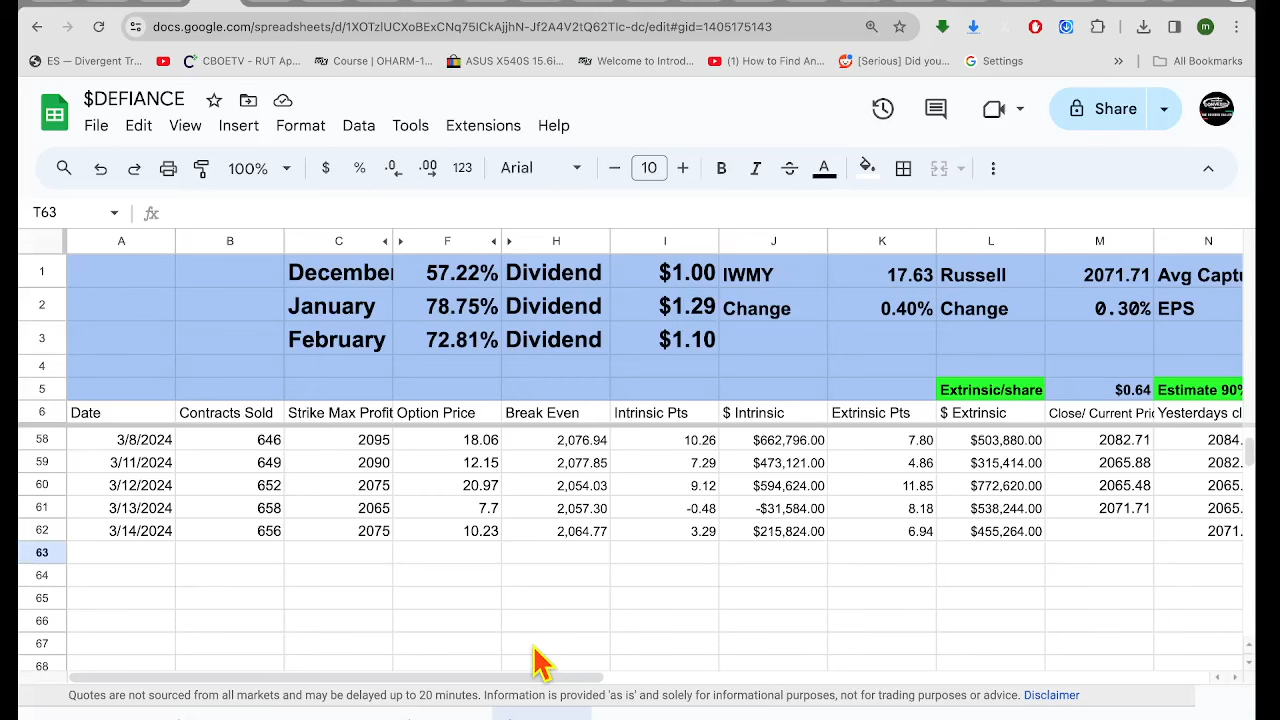 docs.google.com/spreadsheets/d/1XOTzlUCXoBExCNq75ICkAjjhN-Jf2A4V2tQ62TIc-dc/edit#gid=1405175143
ES — Divergent Tr... CBOETV - RUT Ap... Course | OHARM-1... ASUS X540S 15.6i... Welcome to Introd... (1) How to Find An... [Serious] Did you... Settings » All Bookmarks
$DEFIANCE
File Edit View Insert Format Data Tools Extensions Help
Share
100% $ % .0 .00 123 Arial 10 B I A
T63 fx
A B C F H I J K L M N
1 December 57.22% Dividend $1.00 IWMY 17.63 Russell 2071.71 Avg Captu
2 January 78.75% Dividend $1.29 Change 0.40% Change 0.30% EPS
3 February 72.81% Dividend $1.10
4
5 Extrinsic/share $0.64 Estimate 90%
6 Date Contracts Sold Strike Max Profit Option Price Break Even Intrinsic Pts $ Intrinsic Extrinsic Pts $ Extrinsic Close/ Current Pric Yesterdays cl
58 3/8/2024 646 2095 18.06 2,076.94 10.26 $662,796.00 7.80 $503,880.00 2082.71 2084.
59 3/11/2024 649 2090 12.15 2,077.85 7.29 $473,121.00 4.86 $315,414.00 2065.88 2082.
60 3/12/2024 652 2075 20.97 2,054.03 9.12 $594,624.00 11.85 $772,620.00 2065.48 2065.
61 3/13/2024 658 2065 7.7 2,057.30 -0.48 -$31,584.00 8.18 $538,244.00 2071.71 2065.
62 3/14/2024 656 2075 10.23 2,064.77 3.29 $215,824.00 6.94 $455,264.00 2071.
63
64
65
66
67
68
Quotes are not sourced from all markets and may be delayed up to 20 minutes. Information is provided 'as is' and solely for informational purposes, not for trading purposes or advice. Disclaimer